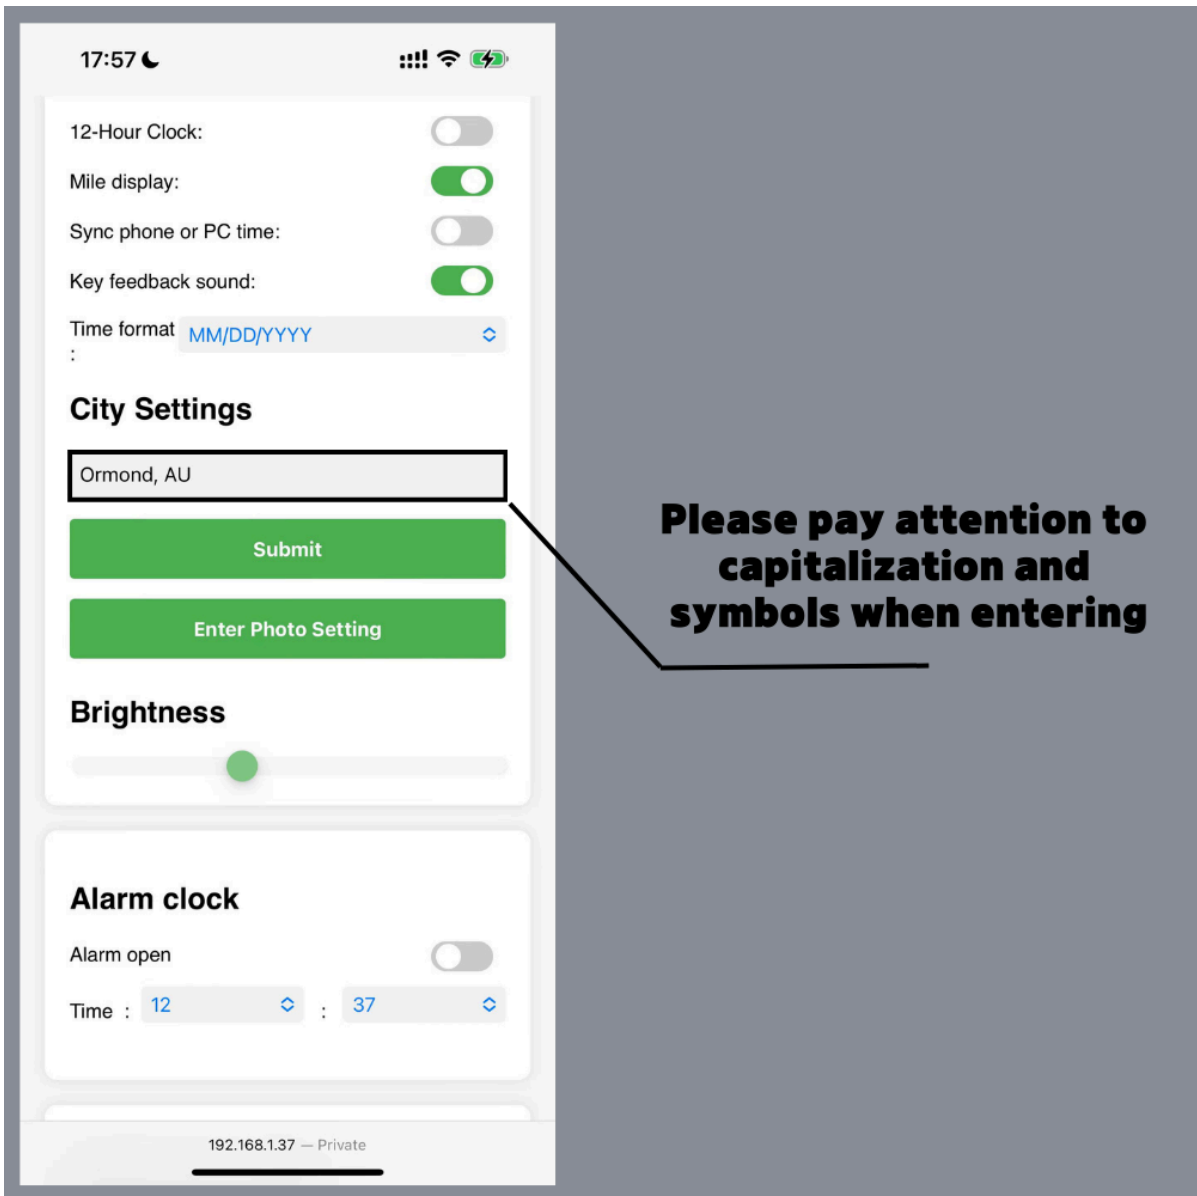 17:57
12-Hour Clock:
Mile display:
Sync phone or PC time:
Key feedback sound:
Time format
:
MM/DD/YYYY
City Settings
Ormond, AU
Submit
Enter Photo Setting
Brightness
Alarm clock
Alarm open
Time : 12 : 37
192.168.1.37 — Private
Please pay attention to
capitalization and
symbols when entering